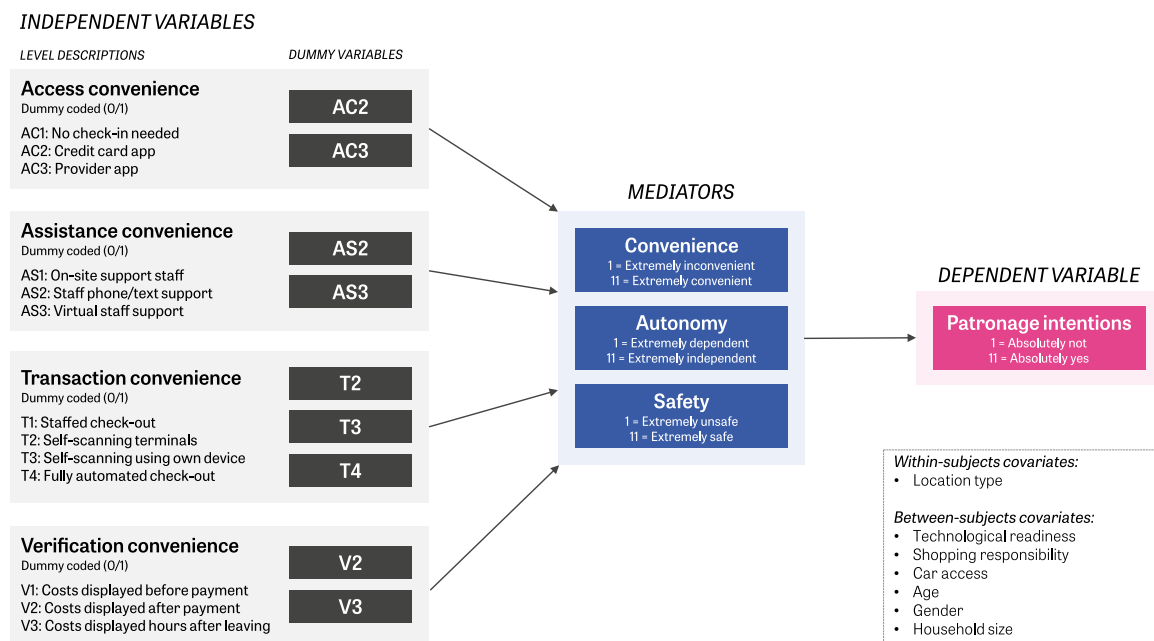 INDEPENDENT VARIABLES
LEVEL DESCRIPTIONS
DUMMY VARIABLES
Access convenience
Dummy coded (0/1)
AC1: No check-in needed
AC2: Credit card app
AC3: Provider app
AC2
AC3
Assistance convenience
Dummy coded (0/1)
AS1: On-site support staff
AS2: Staff phone/text support
AS3: Virtual staff support
AS2
AS3
Transaction convenience
Dummy coded (0/1)
T1: Staffed check-out
T2: Self-scanning terminals
T3: Self-scanning using own device
T4: Fully automated check-out
T2
T3
T4
Verification convenience
Dummy coded (0/1)
V1: Costs displayed before payment
V2: Costs displayed after payment
V3: Costs displayed hours after leaving
V2
V3
MEDIATORS
Convenience
1 = Extremely inconvenient
11 = Extremely convenient
Autonomy
1 = Extremely dependent
11 = Extremely independent
Safety
1 = Extremely unsafe
11 = Extremely safe
DEPENDENT VARIABLE
Patronage intentions
1 = Absolutely not
11 = Absolutely yes
Within-subjects covariates:
• Location type
Between-subjects covariates:
• Technological readiness
• Shopping responsibility
• Car access
• Age
• Gender
• Household size